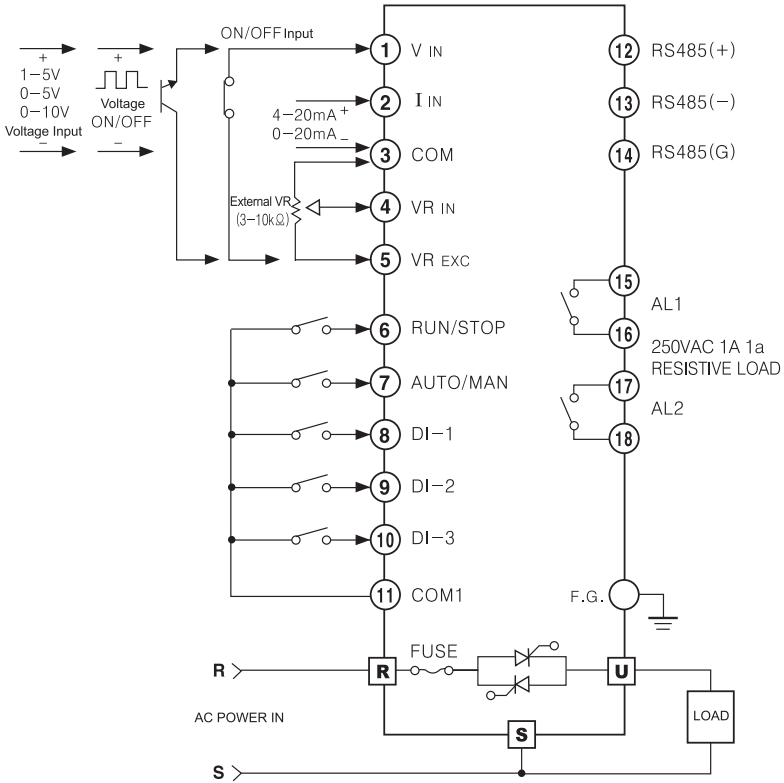 ON/OFF Input
+
1-5V
0-5V
0-10V
Voltage Input
-
+
Voltage
ON/OFF
-
4-20mA +
0-20mA -
External VR
(3-10kΩ)
1 V IN
2 I IN
3 COM
4 VR IN
5 VR EXC
6 RUN/STOP
7 AUTO/MAN
8 DI-1
9 DI-2
10 DI-3
11 COM1
12 RS485(+)
13 RS485(-)
14 RS485(G)
15
AL1
16
250VAC 1A 1a
RESISTIVE LOAD
17
AL2
18
F.G.
R
R
FUSE
U
AC POWER IN
LOAD
S
S